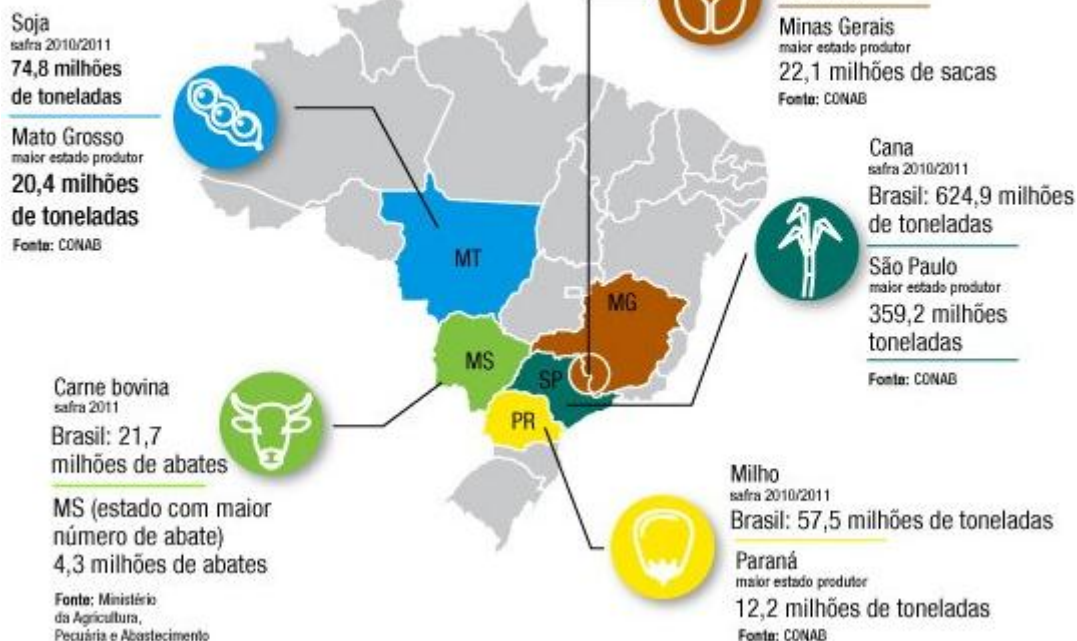 Soja
safra 2010/2011
74,8 milhões
de toneladas
Mato Grosso
maior estado produtor
20,4 milhões
de toneladas
Fonte: CONAB
Minas Gerais
maior estado produtor
22,1 milhões de sacas
Fonte: CONAB
Cana
safra 2010/2011
Brasil: 624,9 milhões
de toneladas
São Paulo
maior estado produtor
359,2 milhões
toneladas
Fonte: CONAB
MT
MG
MS
SP
PR
Carne bovina
safra 2011
Brasil: 21,7
milhões de abates
MS (estado com maior
número de abate)
4,3 milhões de abates
Fonte: Ministério
da Agricultura,
Pecuária e Abastecimento
Milho
safra 2010/2011
Brasil: 57,5 milhões de toneladas
Paraná
maior estado produtor
12,2 milhões de toneladas
Fonte: CONAB